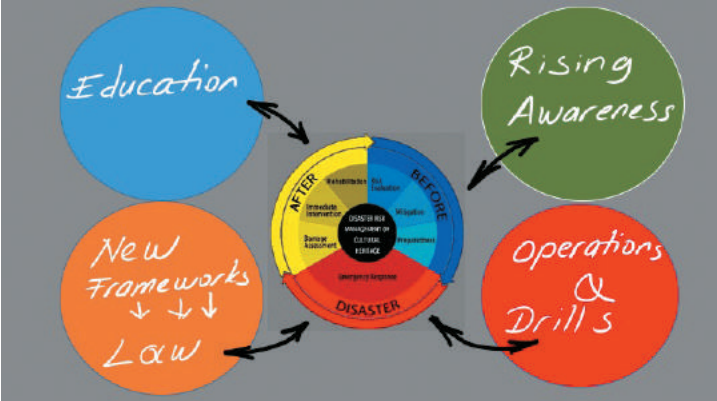 Education
Rising
Awareness
AFTER
BEFORE
Rehabilitation
Risk
Evaluation
Immediate
Intervention
Mitigation
DISASTER RISK
MANAGEMENT OF
CULTURAL
HERITAGE
Damage
Assessment
Preparedness
Emergency Response
DISASTER
New
Frameworks
Law
Operations
&
Drills